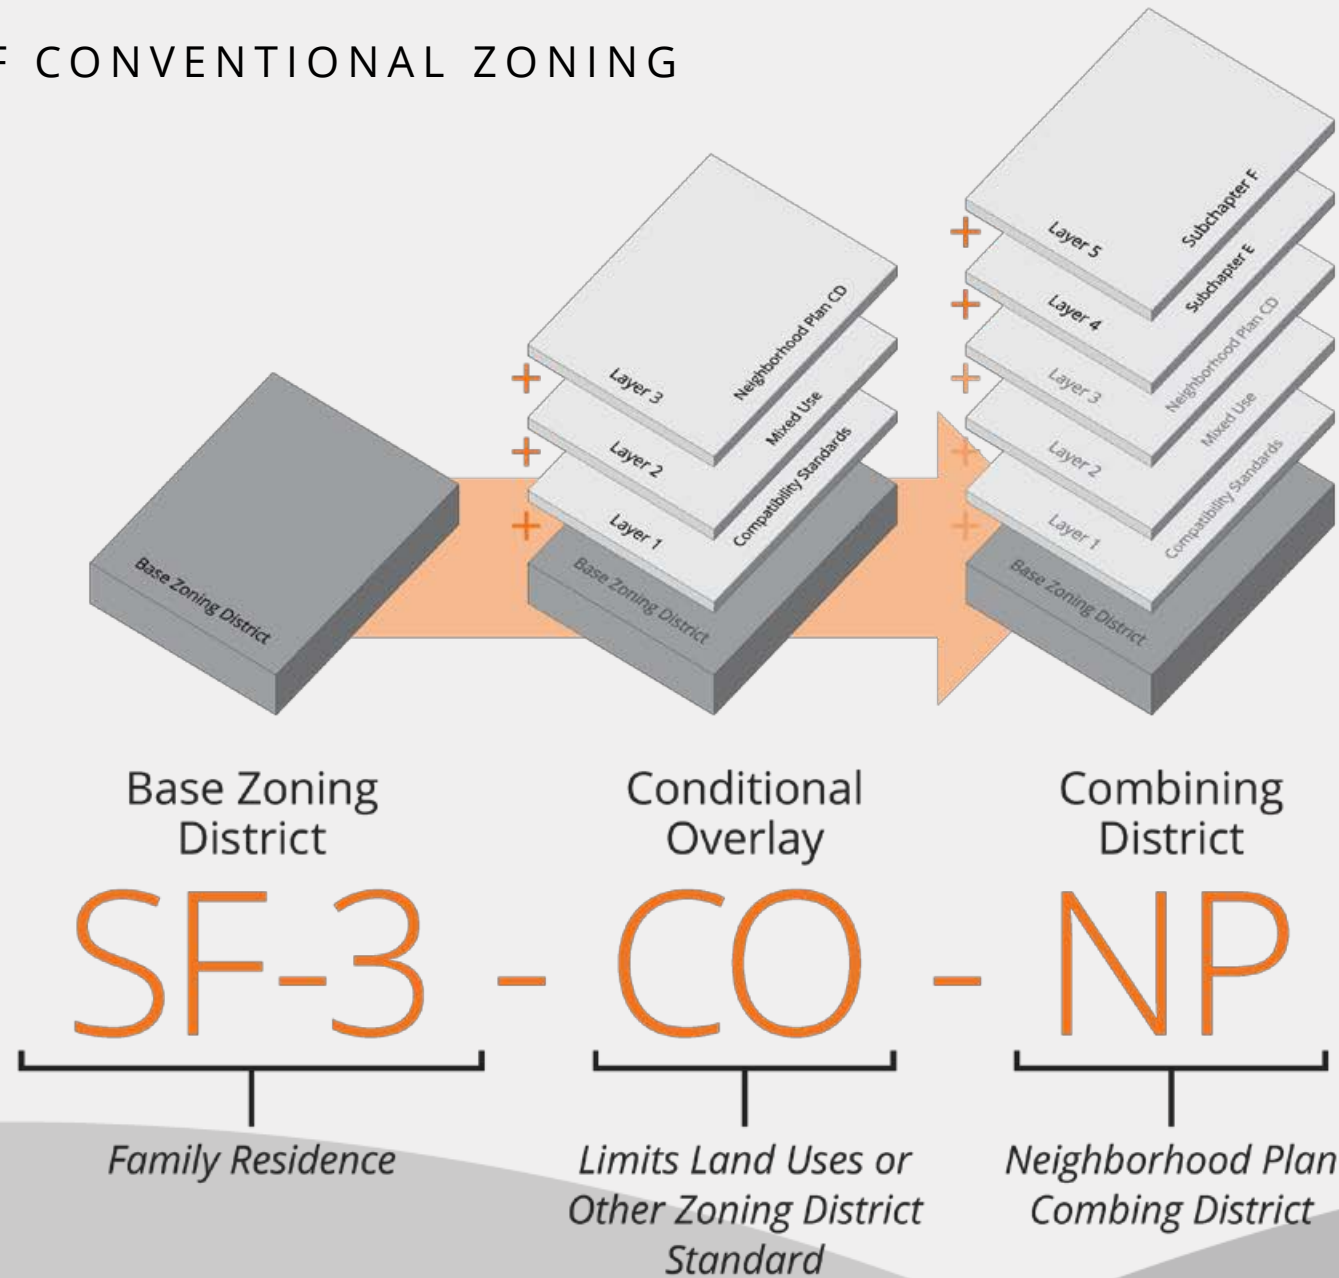 F CONVENTIONAL ZONING
Base Zoning District
Layer 3
Neighborhood Plan CD
Layer 2
Mixed Use
Layer 1
Compatibility Standards
Base Zoning District
Layer 5
Subchapter F
Layer 4
Subchapter E
Layer 3
Neighborhood Plan CD
Layer 2
Mixed Use
Layer 1
Compatibility Standards
Base Zoning District
+
+
+
+
+
+
+
+
Base Zoning
District
Conditional
Overlay
Combining
District
SF-3 - CO - NP
Family Residence
Limits Land Uses or
Other Zoning District
Standard
Neighborhood Plan
Combing District